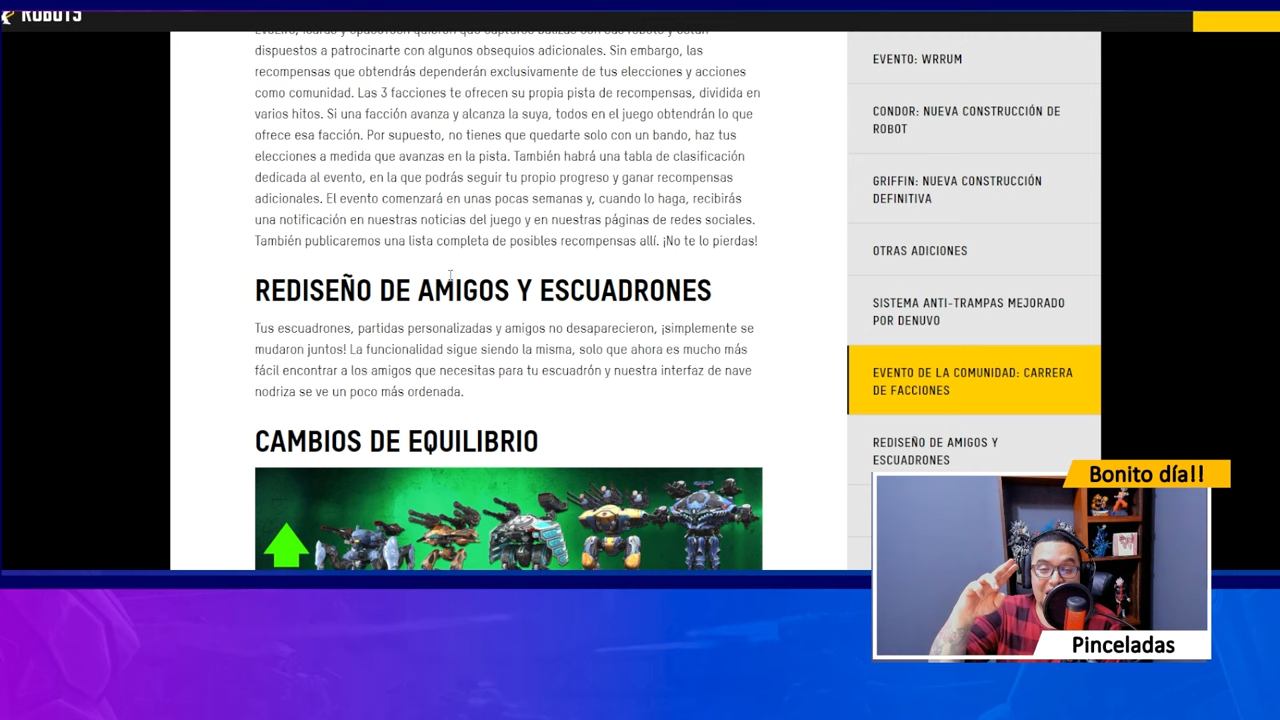 ROBOTS
dispuestos a patrocinarte con algunos obsequios adicionales. Sin embargo, las
recompensas que obtendrás dependerán exclusivamente de tus elecciones y acciones
como comunidad. Las 3 facciones te ofrecen su propia pista de recompensas, dividida en
varios hitos. Si una facción avanza y alcanza la suya, todos en el juego obtendrán lo que
ofrece esa facción. Por supuesto, no tienes que quedarte solo con un bando, haz tus
elecciones a medida que avanzas en la pista. También habrá una tabla de clasificación
dedicada al evento, en la que podrás seguir tu propio progreso y ganar recompensas
adicionales. El evento comenzará en unas pocas semanas y, cuando lo haga, recibirás
una notificación en nuestras noticias del juego y en nuestras páginas de redes sociales.
También publicaremos una lista completa de posibles recompensas allí. ¡No te lo pierdas!
REDISEÑO DE AMIGOS Y ESCUADRONES
Tus escuadrones, partidas personalizadas y amigos no desaparecieron, ¡simplemente se
mudaron juntos! La funcionalidad sigue siendo la misma, solo que ahora es mucho más
fácil encontrar a los amigos que necesitas para tu escuadrón y nuestra interfaz de nave
nodriza se ve un poco más ordenada.
CAMBIOS DE EQUILIBRIO
EVENTO: WRRUM
CONDOR: NUEVA CONSTRUCCIÓN DE
ROBOT
GRIFFIN: NUEVA CONSTRUCCIÓN
DEFINITIVA
OTRAS ADICIONES
SISTEMA ANTI-TRAMPAS MEJORADO
POR DENUVO
EVENTO DE LA COMUNIDAD: CARRERA
DE FACCIONES
REDISEÑO DE AMIGOS Y
ESCUADRONES
Bonito día!!
Pinceladas